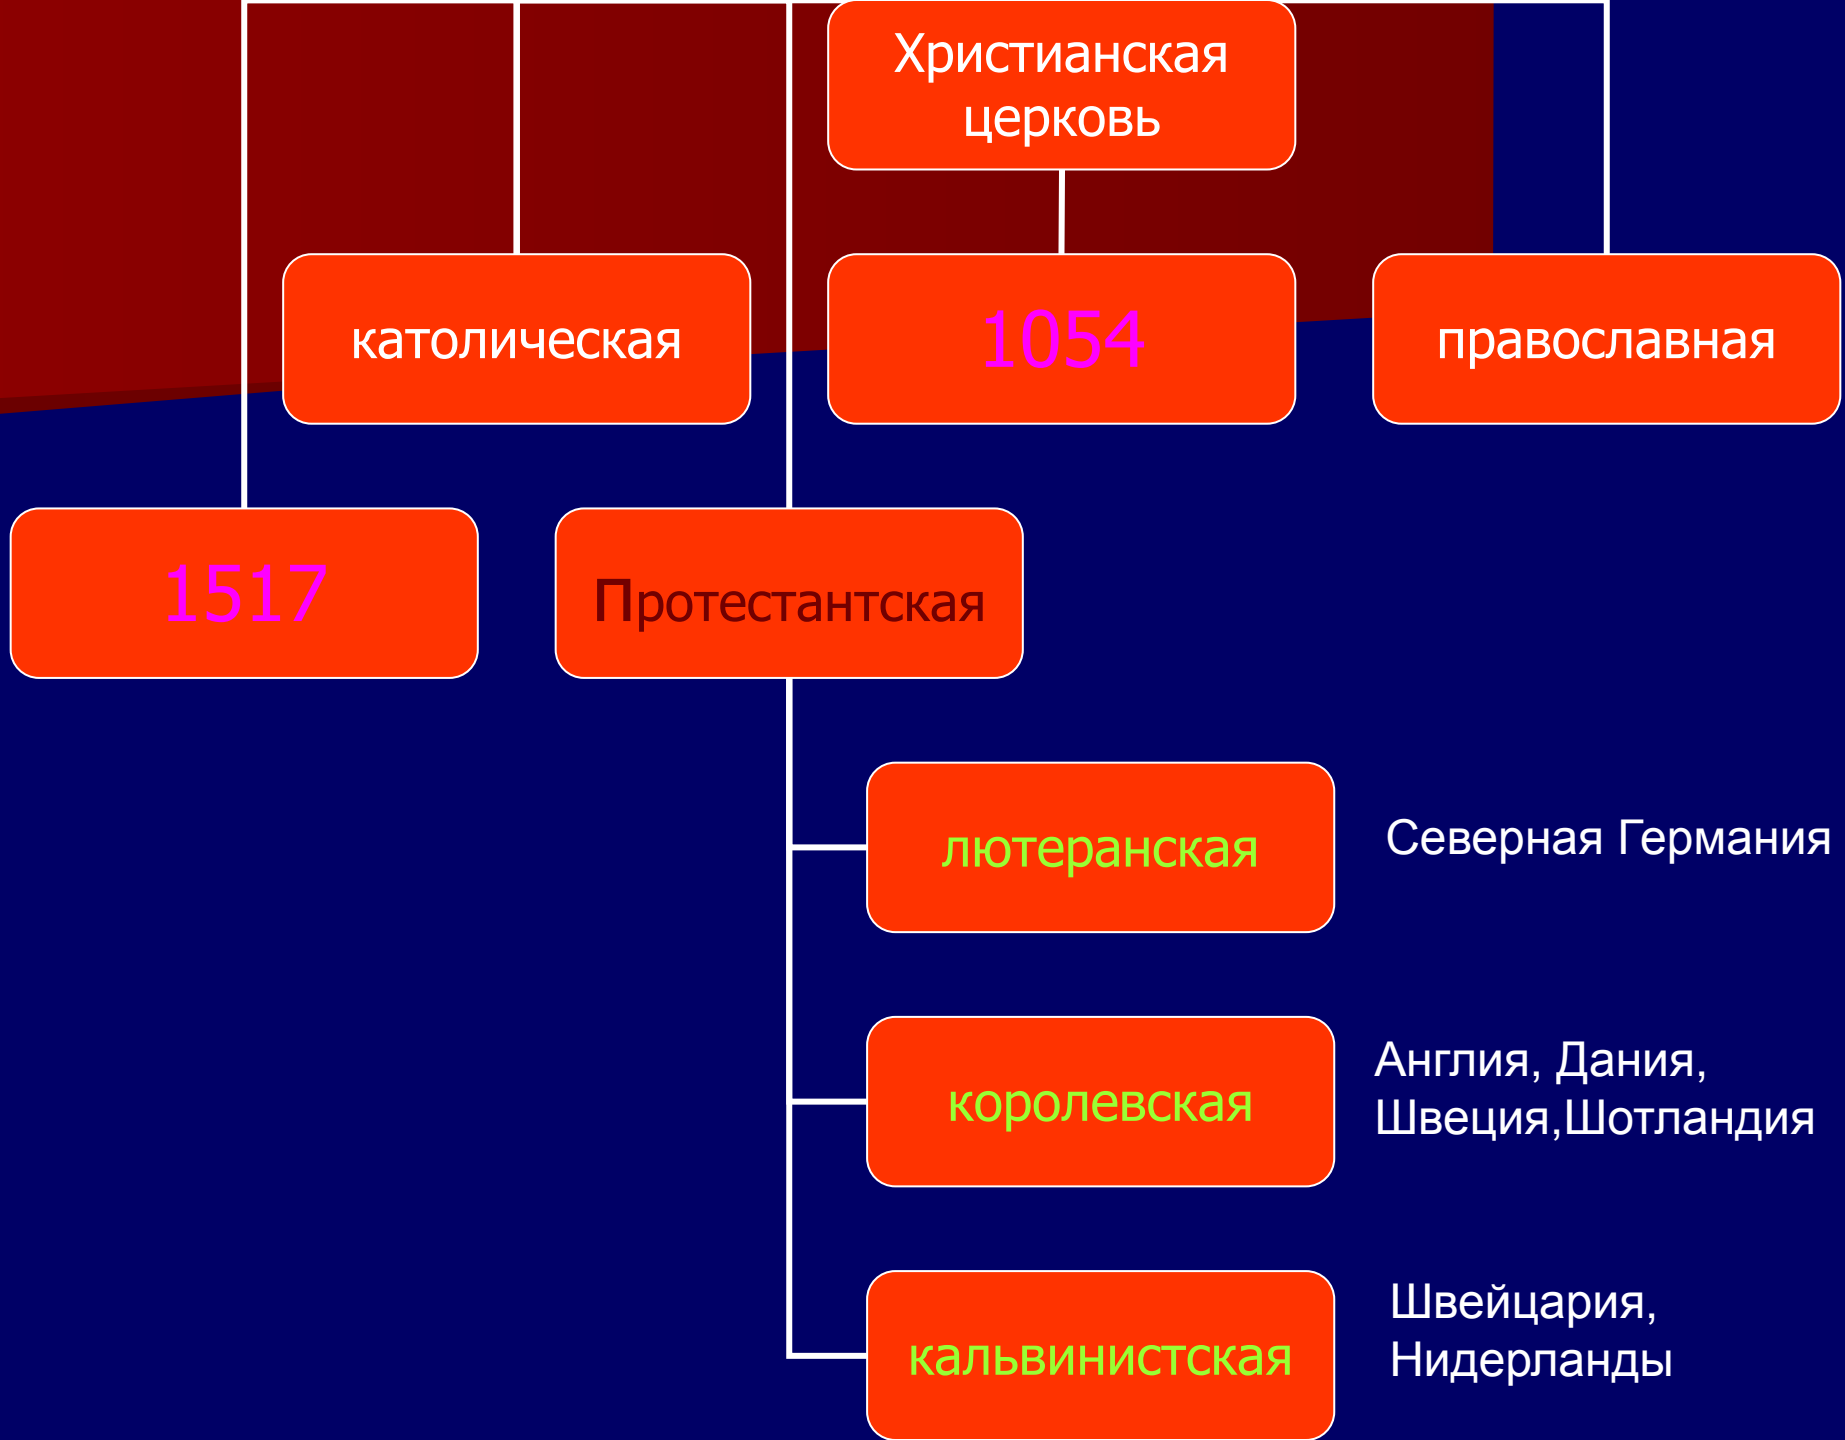 Христианская
церковь
католическая
1054
православная
1517
Протестантская
лютеранская
Северная Германия
королевская
Англия, Дания,
Швеция,Шотландия
кальвинистская
Швейцария,
Нидерланды